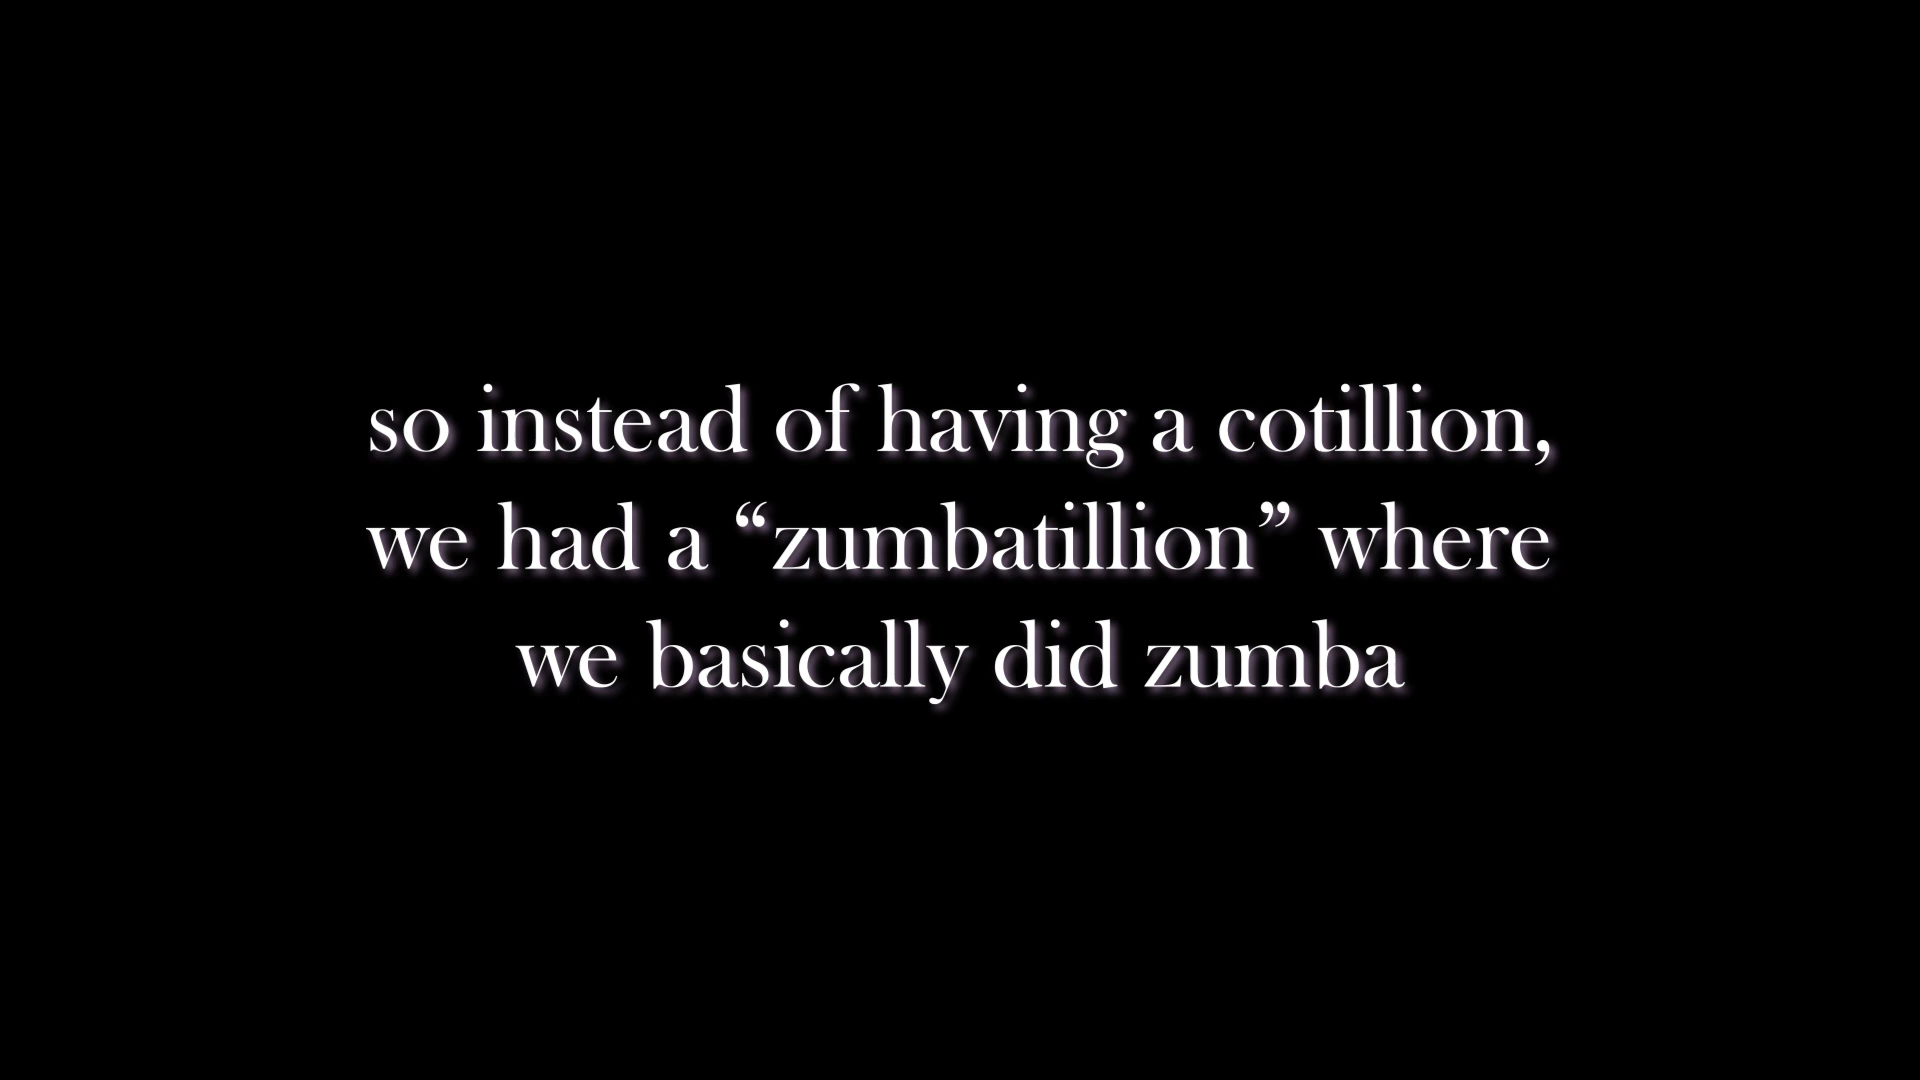 so instead of having a cotillion,
we had a “zumbatillion” where
we basically did zumba